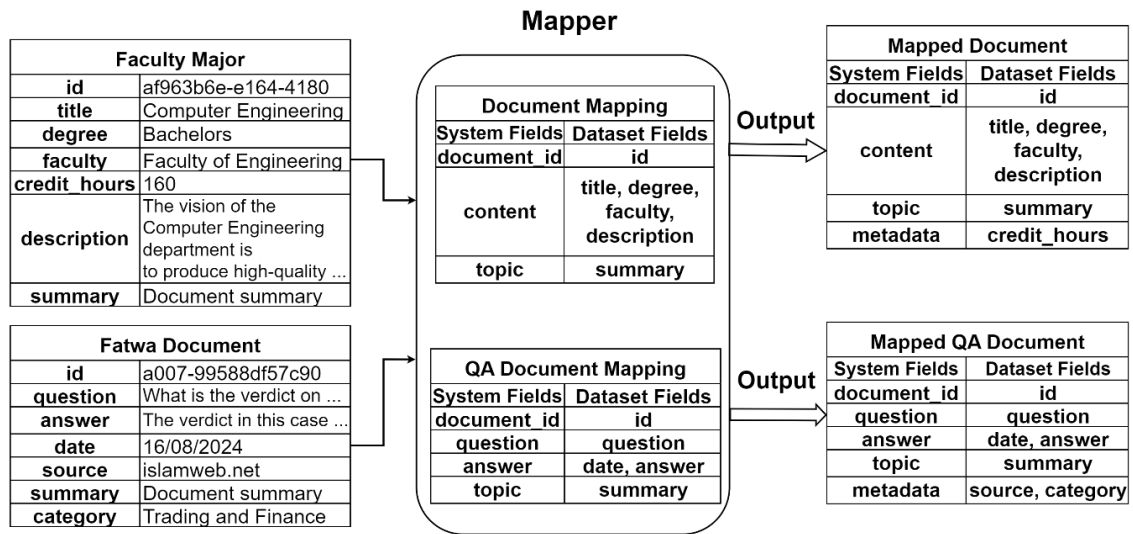 Mapper
Faculty Major
id af963b6e-e164-4180
title Computer Engineering
degree Bachelors
faculty Faculty of Engineering
credit_hours 160
description The vision of the
Computer Engineering
department is
to produce high-quality ...
summary Document summary
Fatwa Document
id a007-99588df57c90
question What is the verdict on ...
answer The verdict in this case ...
date 16/08/2024
source islamweb.net
summary Document summary
category Trading and Finance
Document Mapping
System Fields Dataset Fields
document_id id
content title, degree,
faculty,
description
topic summary
QA Document Mapping
System Fields Dataset Fields
document_id id
question question
answer date, answer
topic summary
Output
Output
Mapped Document
System Fields Dataset Fields
document_id id
content title, degree,
faculty,
description
topic summary
metadata credit_hours
Mapped QA Document
System Fields Dataset Fields
document_id id
question question
answer date, answer
topic summary
metadata source, category